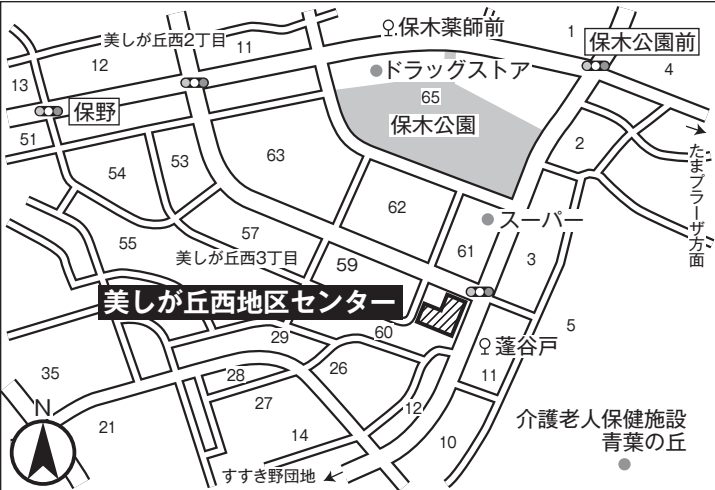 保木薬師前
1
保木公園前
美しが丘西2丁目
11
12
ドラッグストア
4
13
65
保野
保木公園
51
2
たまプラーザ方面
54
53
63
62
スーパー
57
61
3
55
美しが丘西3丁目
59
美しが丘西地区センター
60
5
29
蓬谷戸
35
28
26
11
N
27
12
介護老人保健施設
青葉の丘
21
14
10
すすき野団地